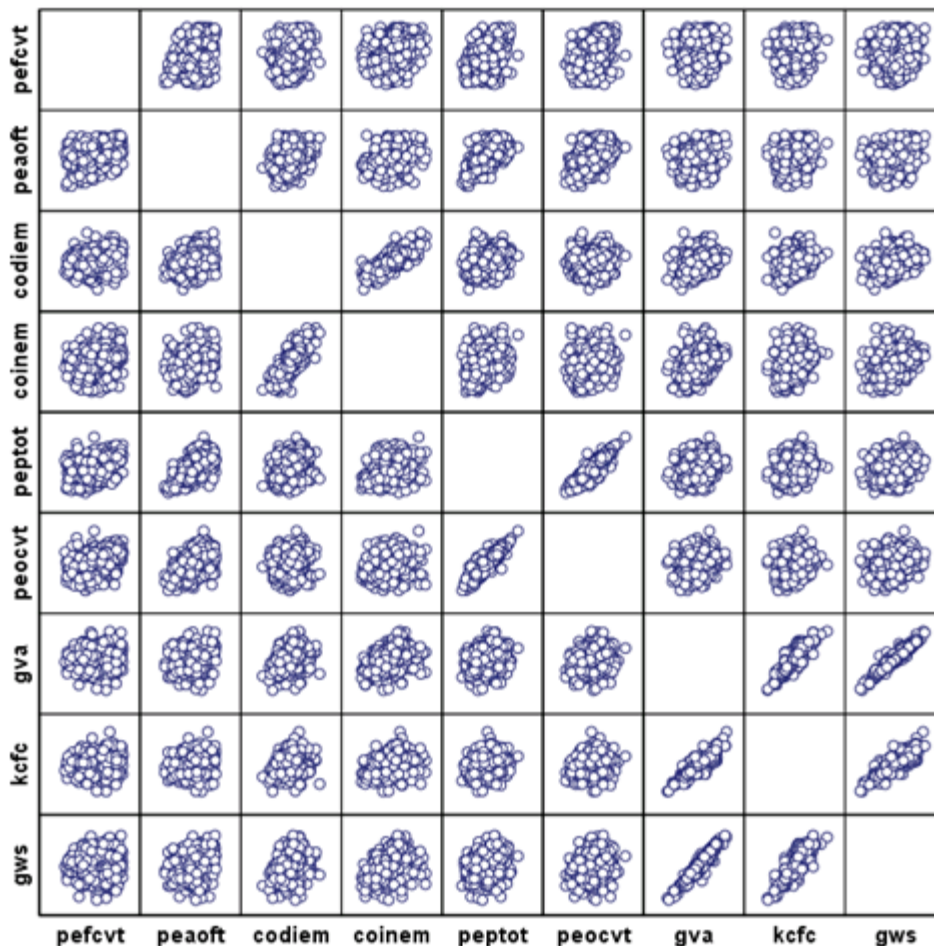 pefcvt
peaoft
codiem
coinem
peptot
peocvt
gva
kcfc
gws
pefcvt peaoft codiem coinem peptot peocvt gva kcfc gws